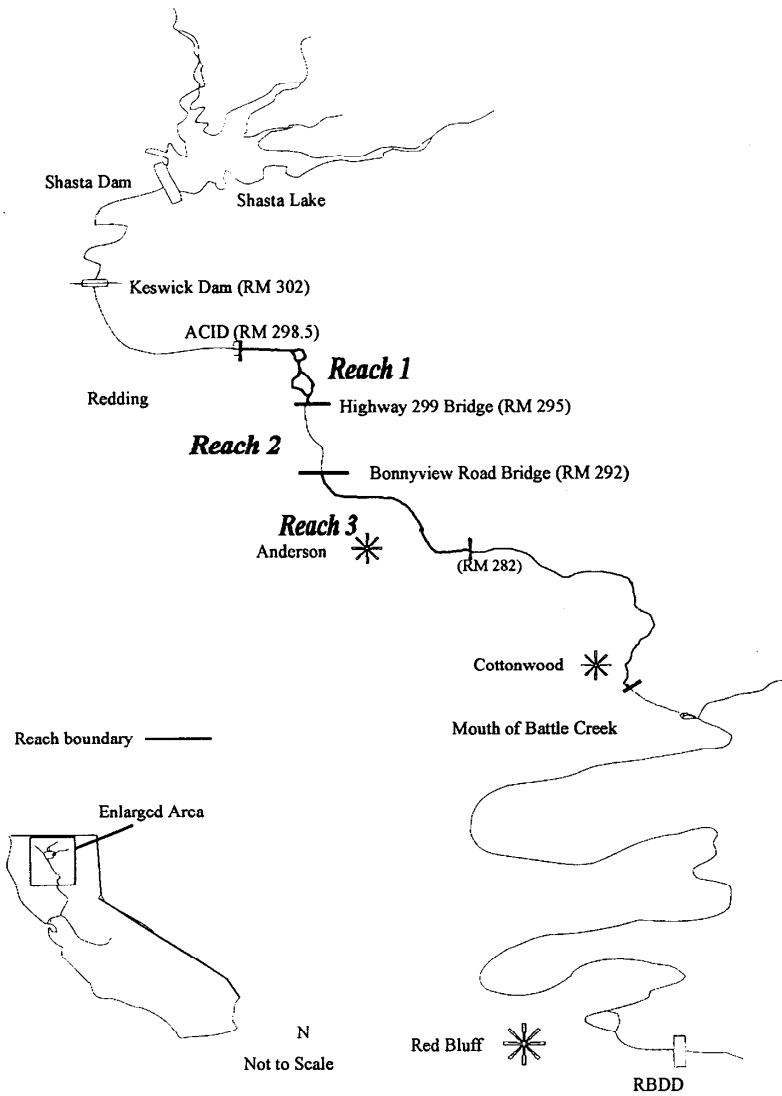 Shasta Dam
Shasta Lake
Keswick Dam (RM 302)
ACID (RM 298.5)
Reach 1
Redding
Highway 299 Bridge (RM 295)
Reach 2
Bonnyview Road Bridge (RM 292)
Reach 3
Anderson
(RM 282)
Cottonwood
Mouth of Battle Creek
Reach boundary
Enlarged Area
N
Not to Scale
Red Bluff
RBDD